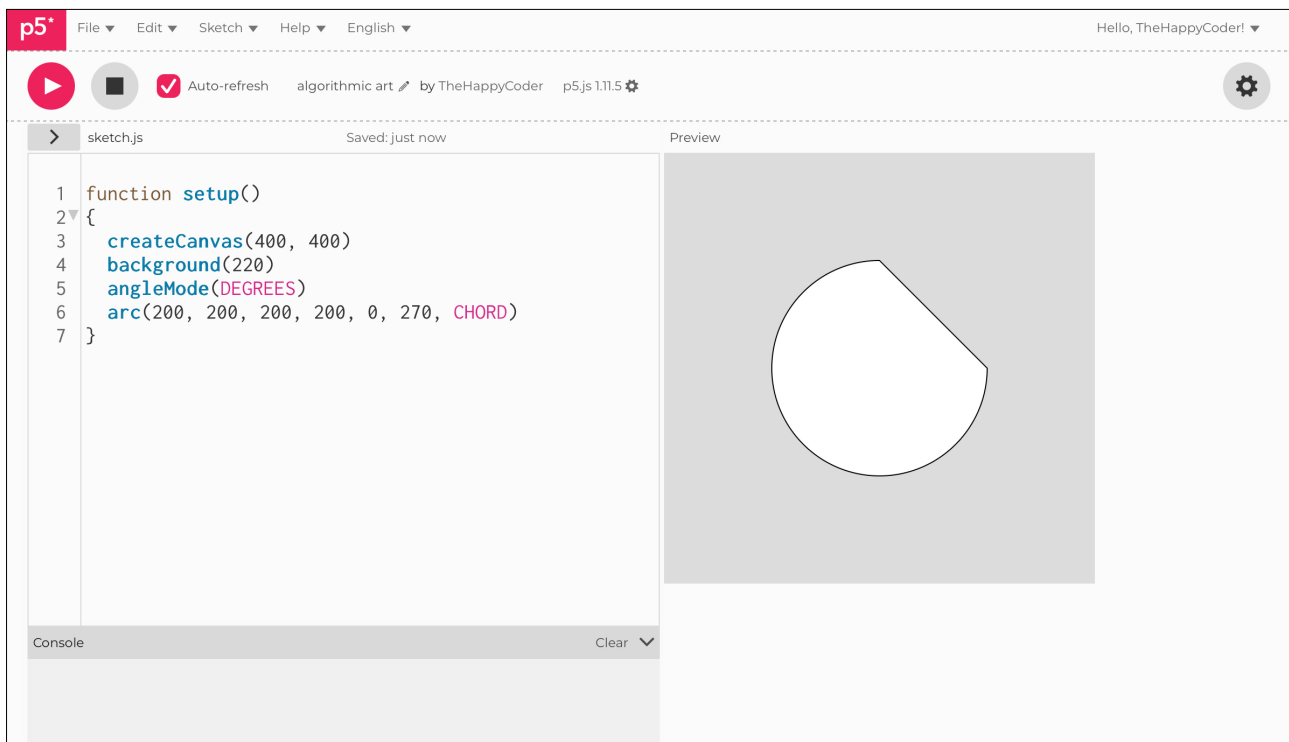 p5* File Edit Sketch Help English Hello, TheHappyCoder!
Auto-refresh algorithmic art by TheHappyCoder p5.js 1.11.5
sketch.js Saved: just now Preview
1 function setup()
2 {
3   createCanvas(400, 400)
4   background(220)
5   angleMode(DEGREES)
6   arc(200, 200, 200, 200, 0, 270, CHORD)
7 }
Console Clear